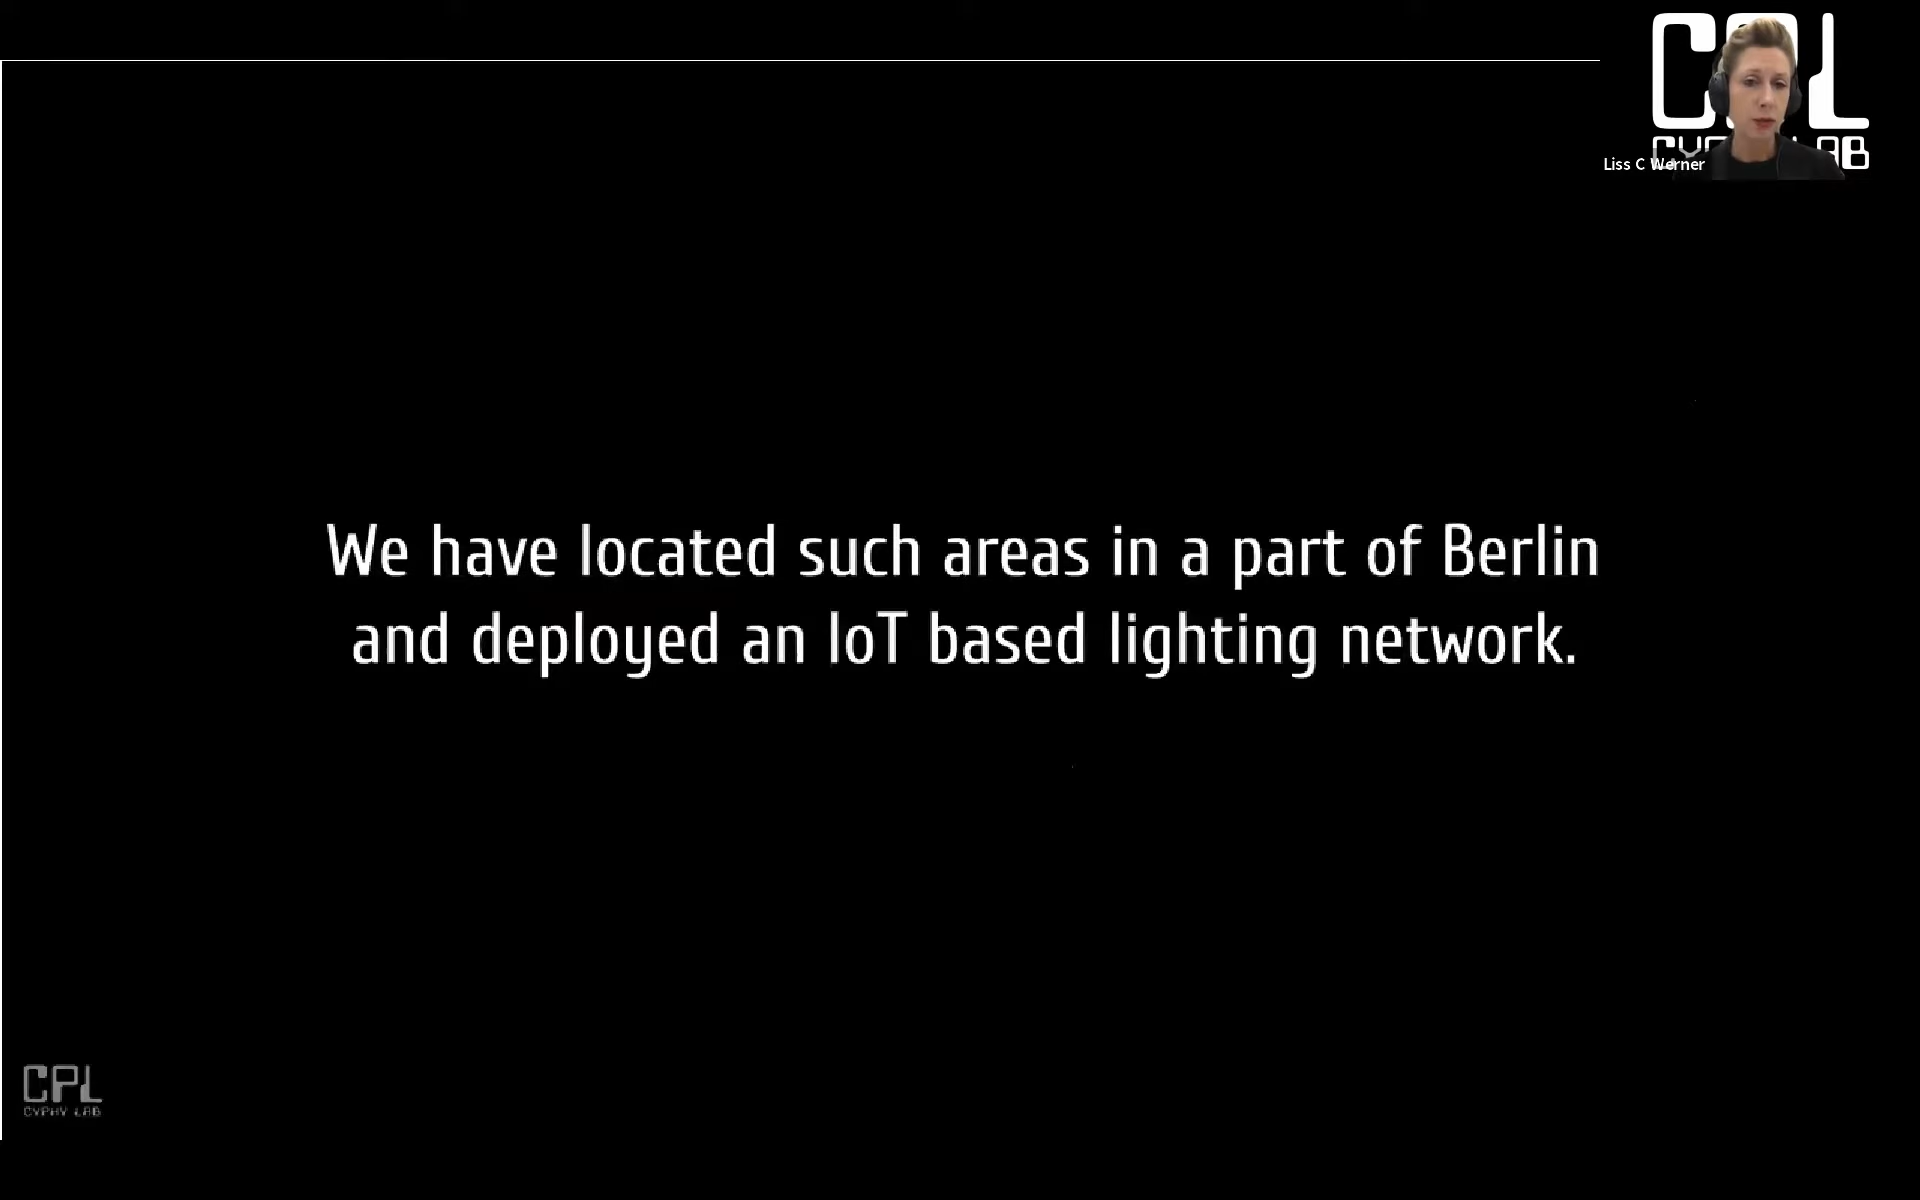 CPL
Liss C Werner
We have located such areas in a part of Berlin
and deployed an IoT based lighting network.
CPL
CYPHY LAB